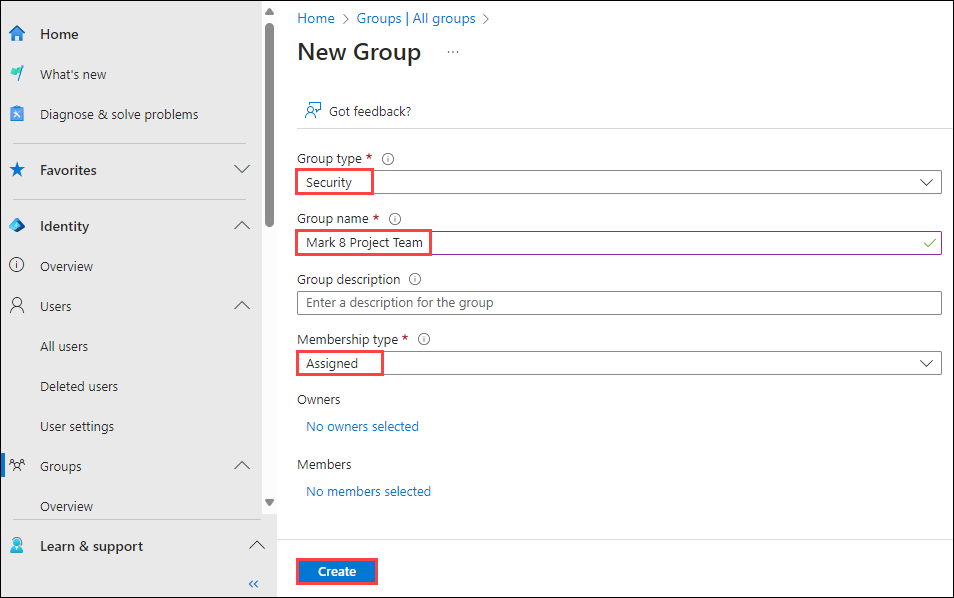 Home
What's new
Diagnose & solve problems
Favorites
Identity
Overview
Users
All users
Deleted users
User settings
Groups
Overview
Learn & support
Home > Groups | All groups >
New Group ...
Got feedback?
Group type *
Security
Group name *
Mark 8 Project Team
Group description
Enter a description for the group
Membership type *
Assigned
Owners
No owners selected
Members
No members selected
Create